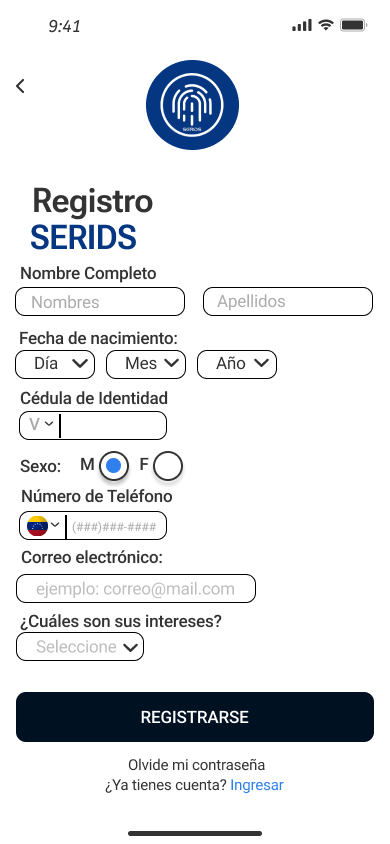 9:41
SERIDS
Registro
SERIDS
Nombre Completo
Nombres Apellidos
Fecha de nacimiento:
Día Mes Año
Cédula de Identidad
V
Sexo: M F
Número de Teléfono
(###)###-####
Correo electrónico:
ejemplo: correo@mail.com
¿Cuáles son sus intereses?
Seleccione
REGISTRARSE
Olvide mi contraseña
¿Ya tienes cuenta? Ingresar